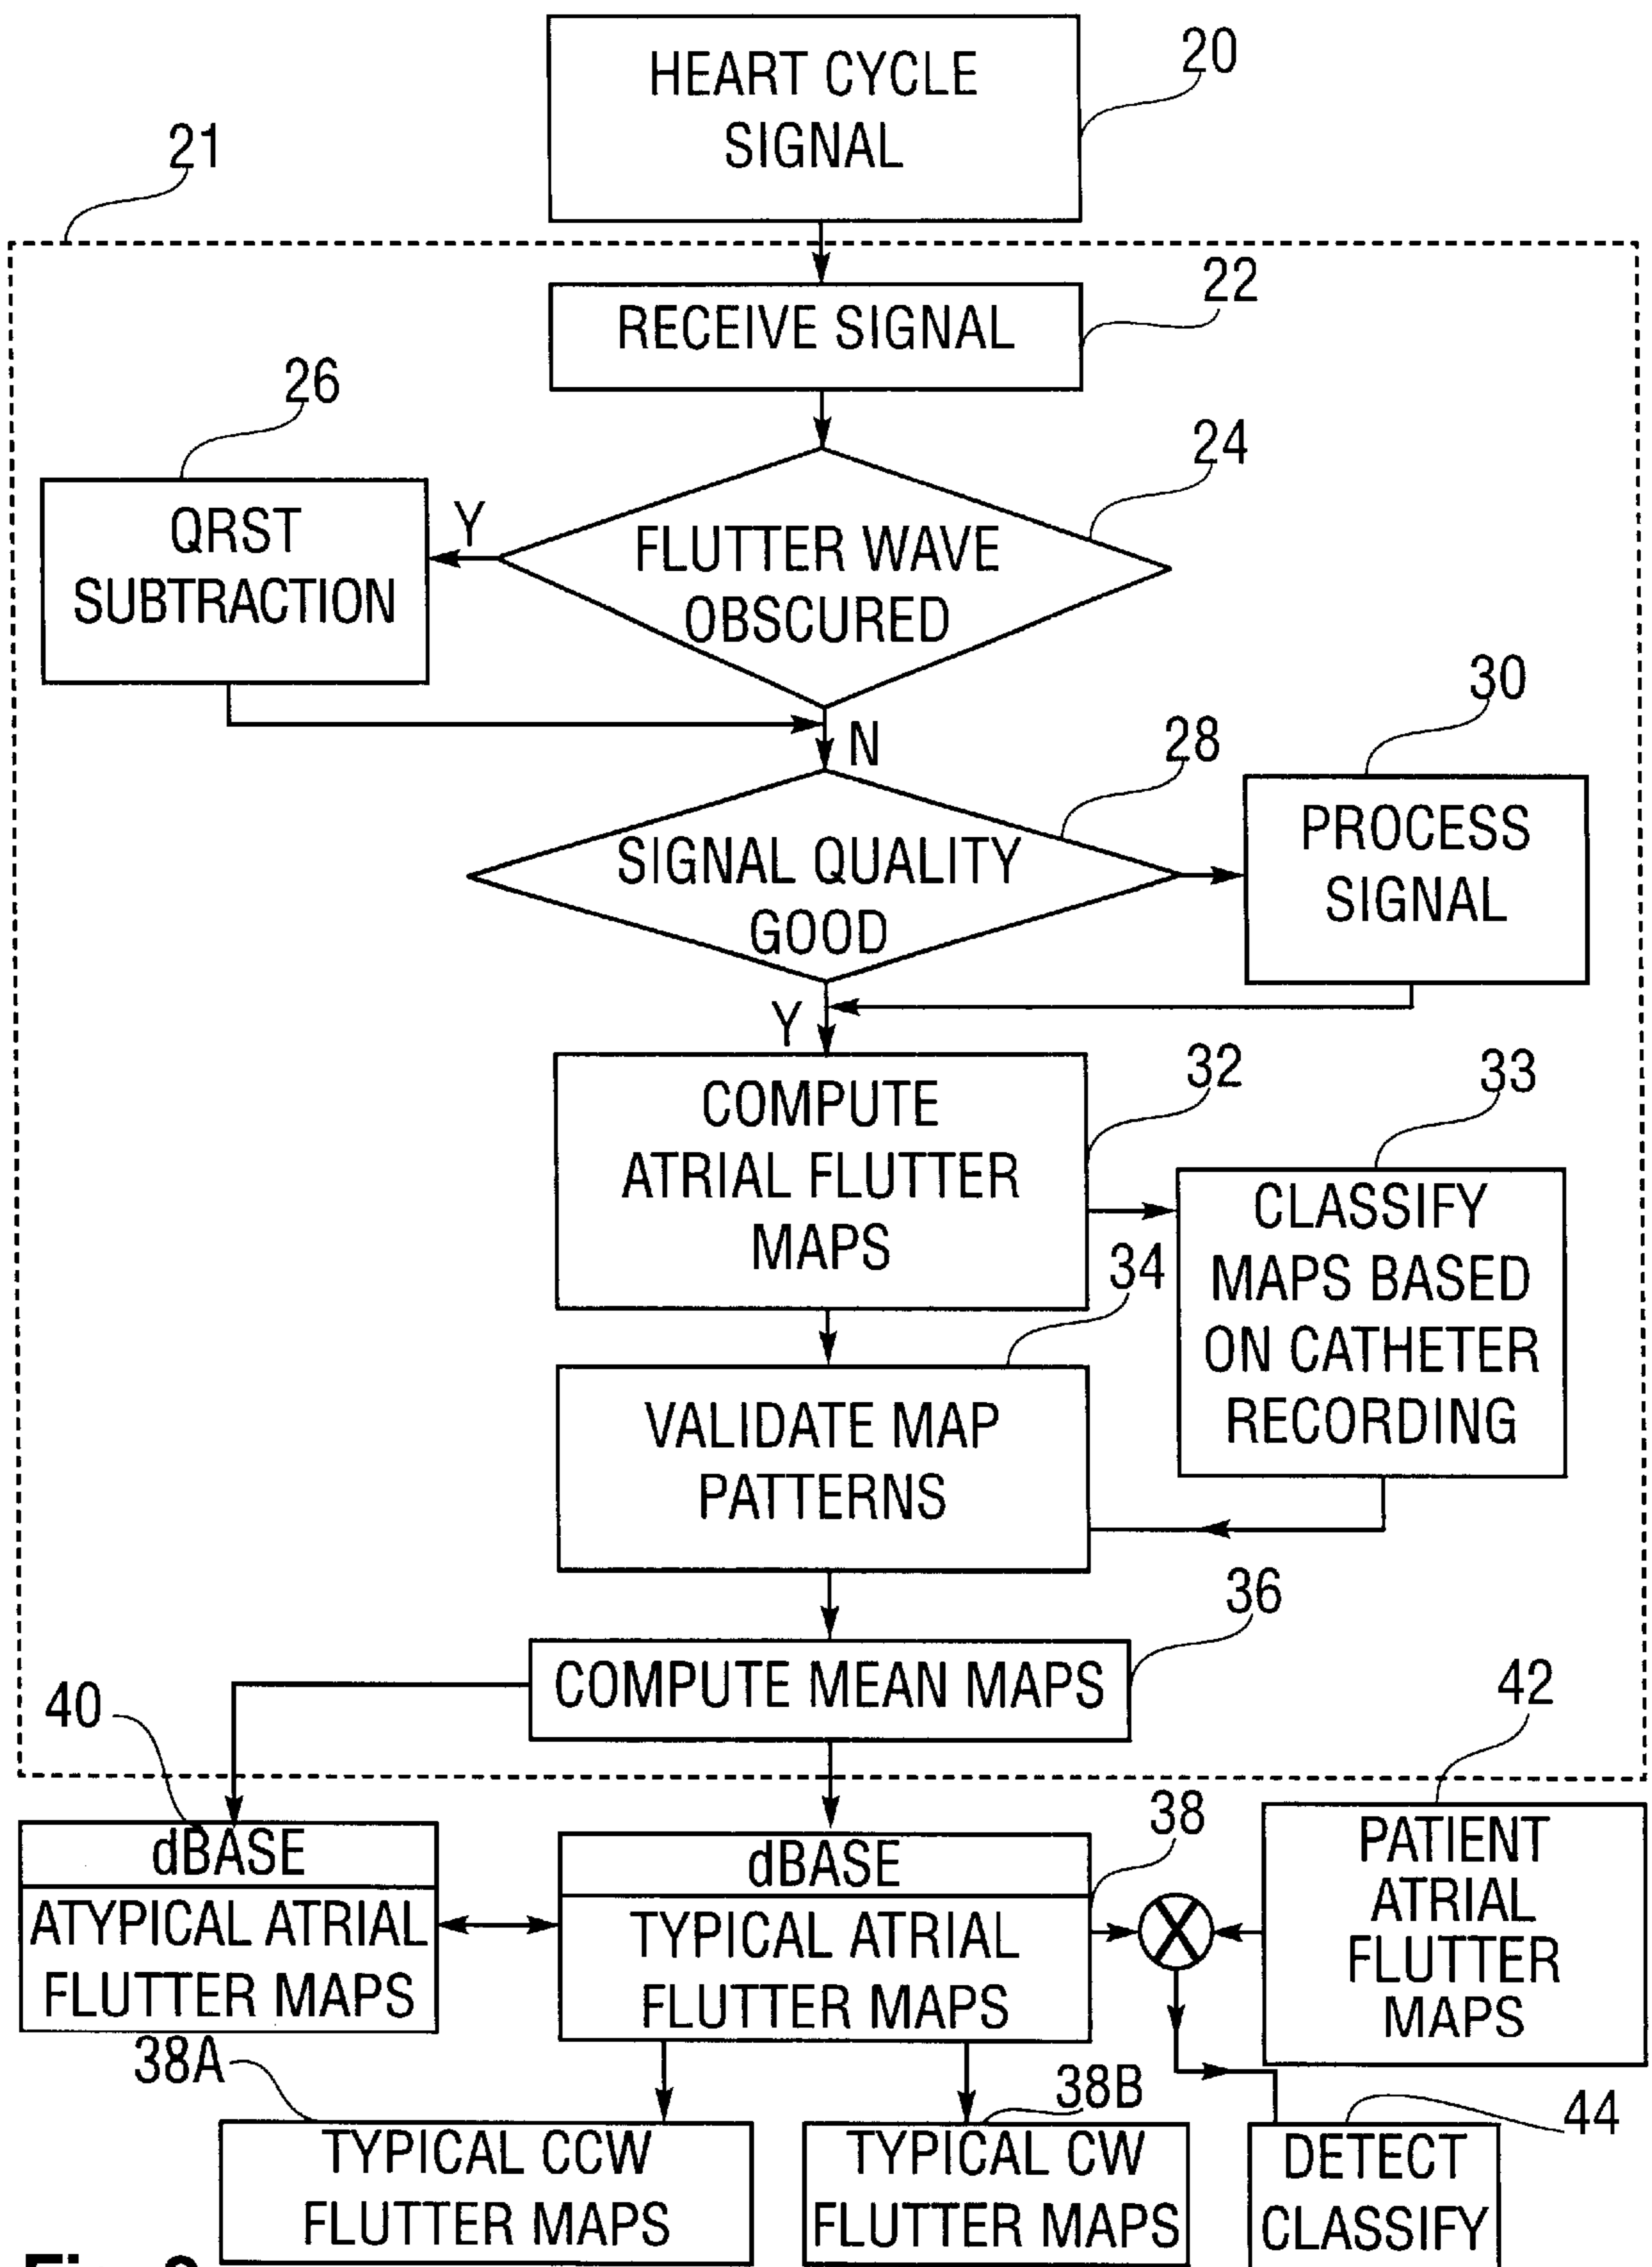 HEART CYCLE
SIGNAL
20
21
RECEIVE SIGNAL
22
26
QRST
SUBTRACTION
Y
FLUTTER WAVE
OBSCURED
24
N
30
28
SIGNAL QUALITY
GOOD
PROCESS
SIGNAL
Y
COMPUTE
ATRIAL FLUTTER
MAPS
32
33
CLASSIFY
MAPS BASED
ON CATHETER
RECORDING
34
VALIDATE MAP
PATTERNS
36
COMPUTE MEAN MAPS
40
42
dBASE
ATYPICAL ATRIAL
FLUTTER MAPS
dBASE
TYPICAL ATRIAL
FLUTTER MAPS
38
PATIENT
ATRIAL
FLUTTER
MAPS
38A
38B
44
TYPICAL CCW
FLUTTER MAPS
TYPICAL CW
FLUTTER MAPS
DETECT
CLASSIFY